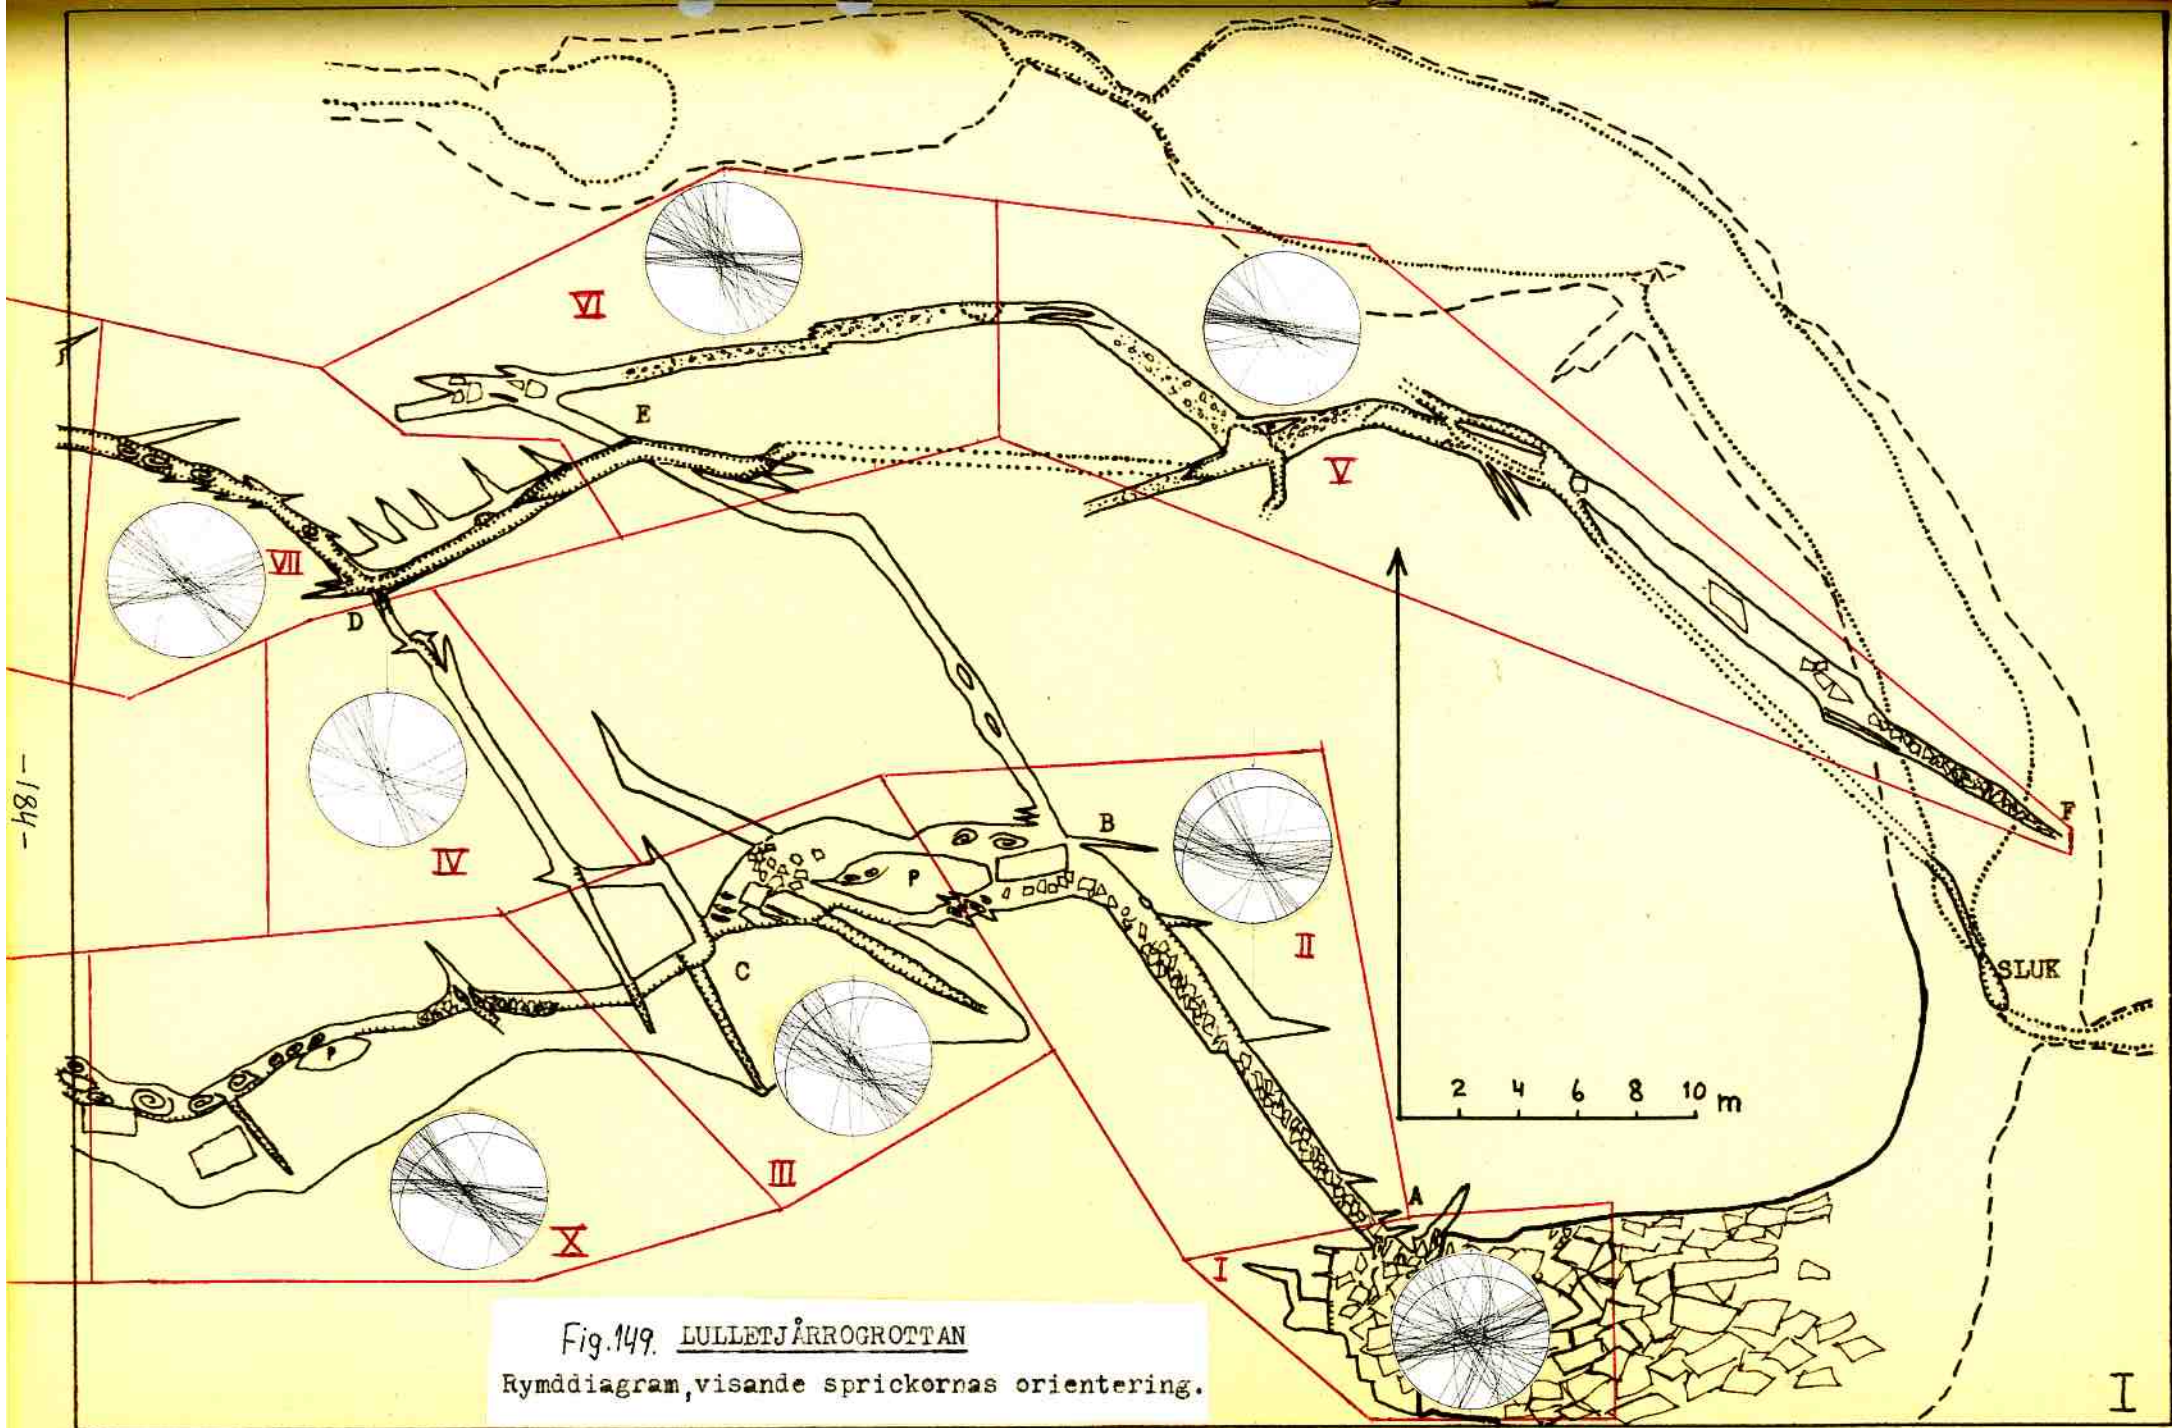 VI
E
V
VII
D
-184-
IV
B
F
P
II
SLUK
C
P
2 4 6 8 10 m
III
A
X
I
Fig.149. LULLETJÅRROGROTTAN
Rymddiagram,visande sprickornas orientering.
I